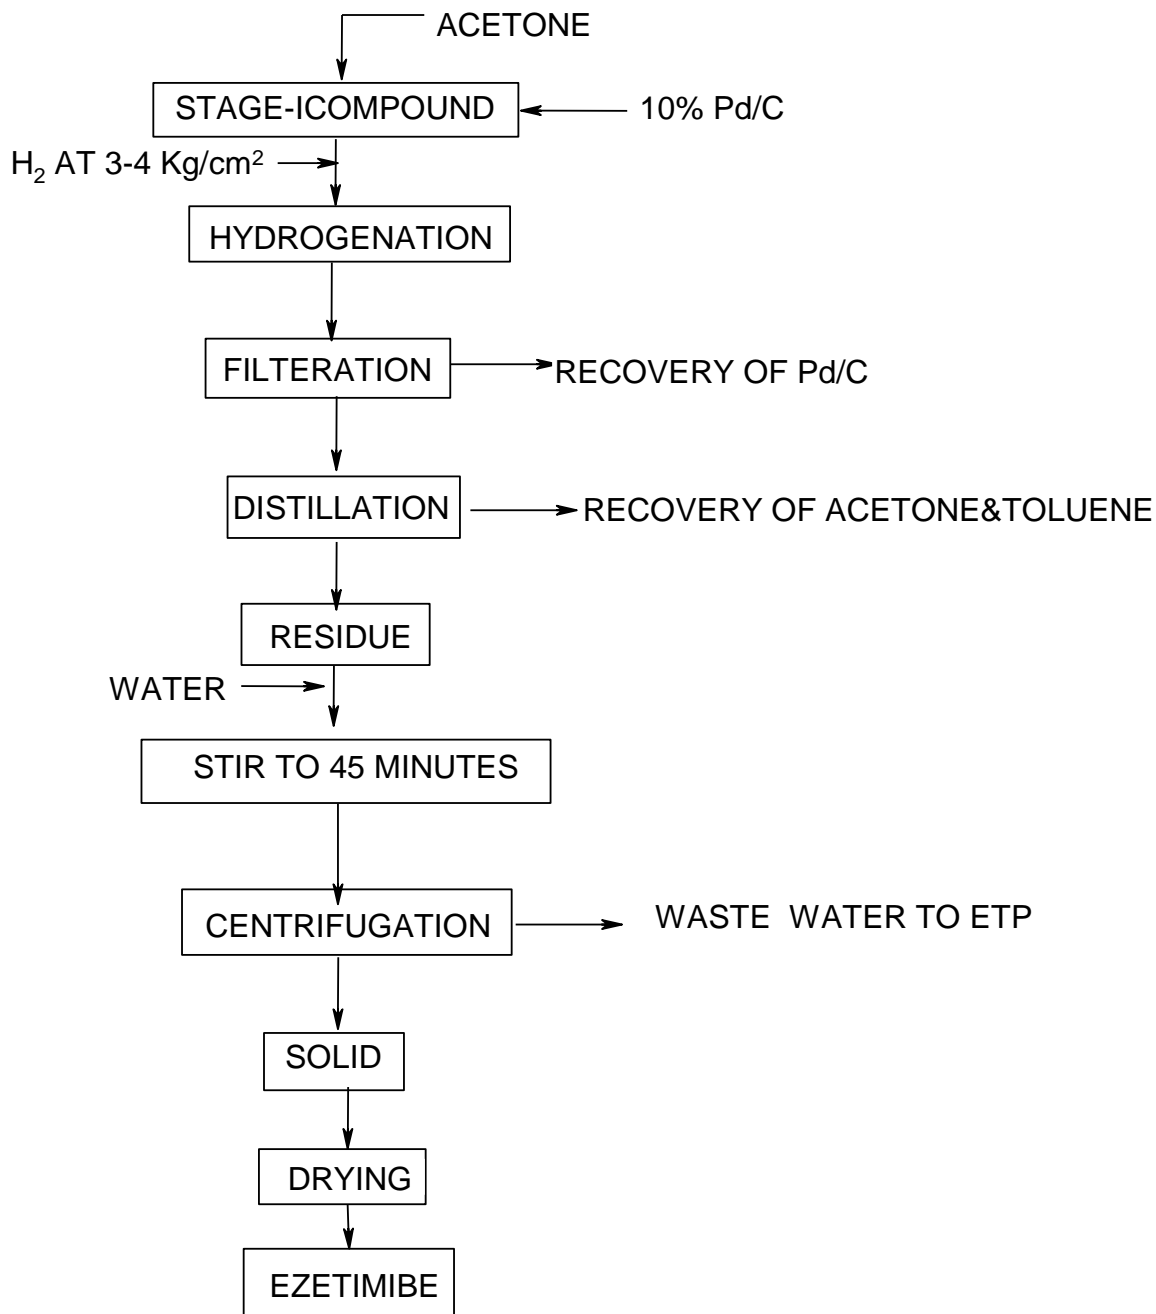 ACETONE
STAGE-ICOMPOUND
10% Pd/C
H₂ AT 3-4 Kg/cm²
HYDROGENATION
FILTERATION
RECOVERY OF Pd/C
DISTILLATION
RECOVERY OF ACETONE&TOLUENE
RESIDUE
WATER
STIR TO 45 MINUTES
CENTRIFUGATION
WASTE WATER TO ETP
SOLID
DRYING
EZETIMIBE